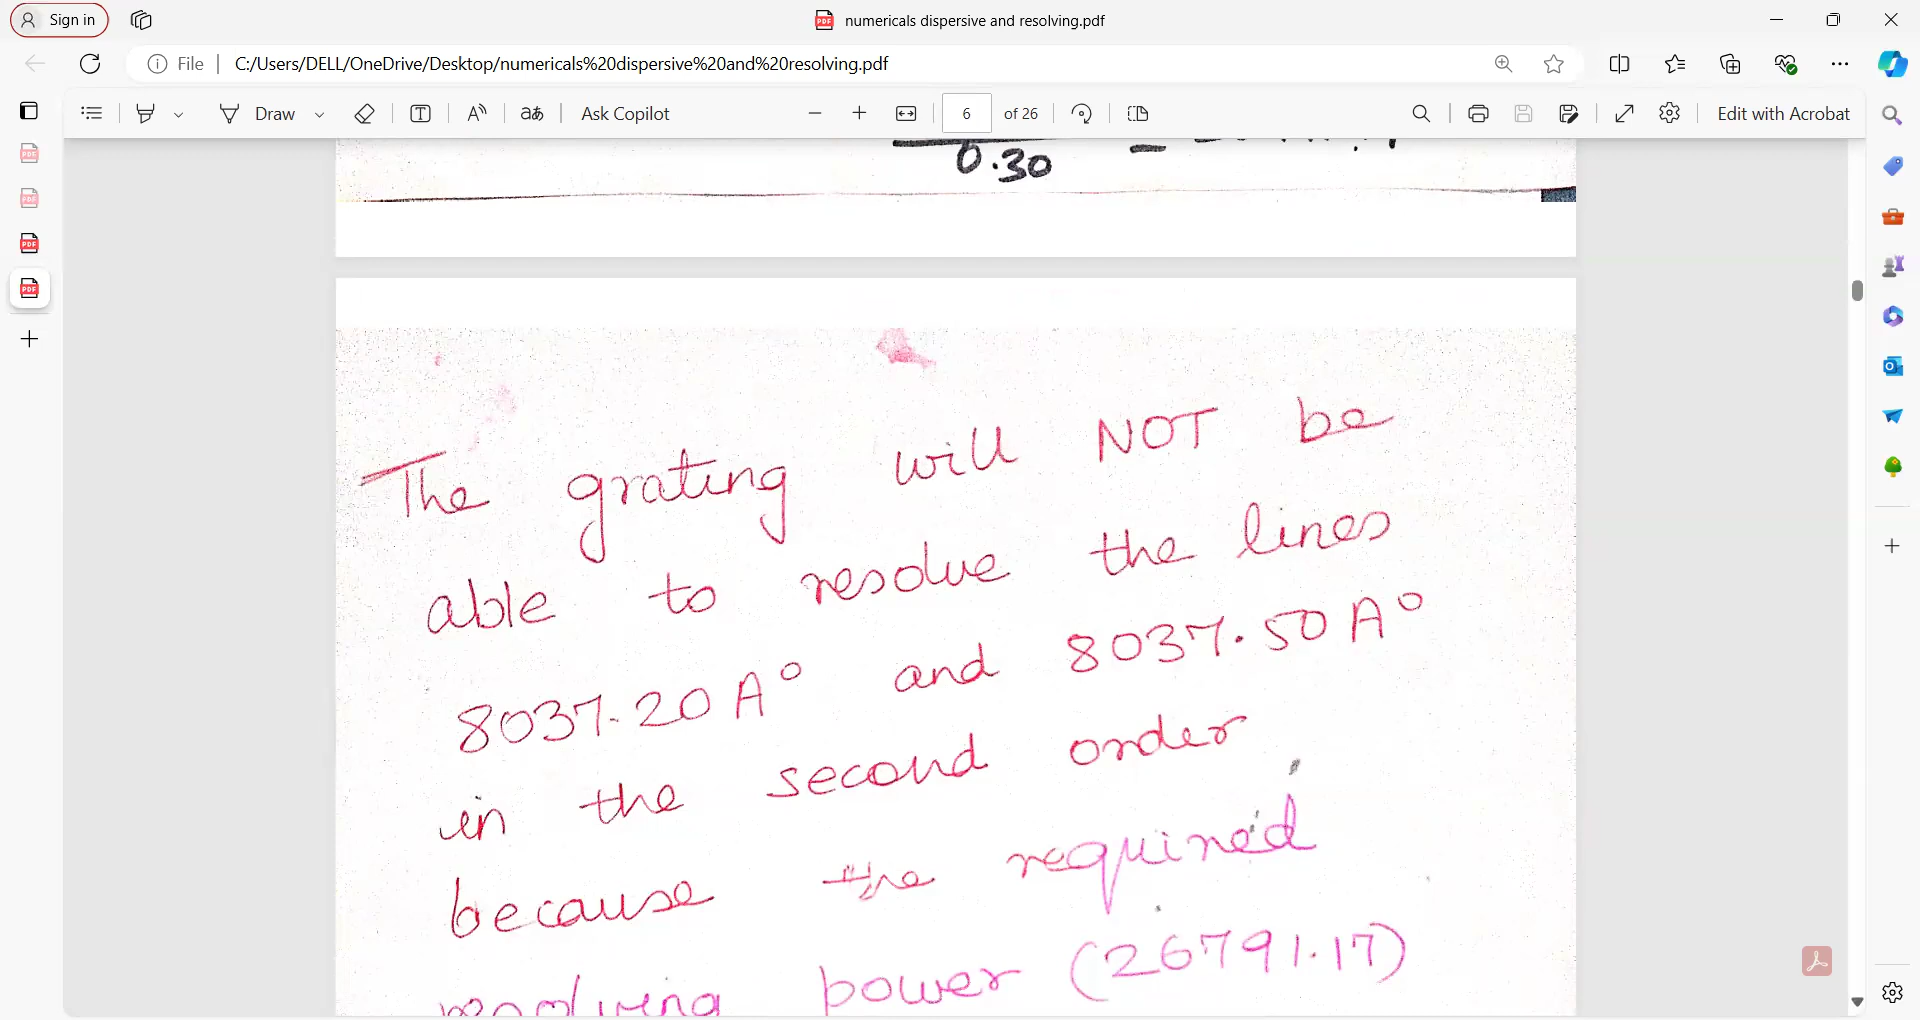 Sign in
numericals dispersive and resolving.pdf
File
C:/Users/DELL/OneDrive/Desktop/numericals%20dispersive%20and%20resolving.pdf
Draw
Ask Copilot
6 of 26
Edit with Acrobat
0.30
The grating will NOT be
able to resolve the lines
8037.20 A° and 8037.50 A°
in the second order
because the required
resolving power (26791.17)